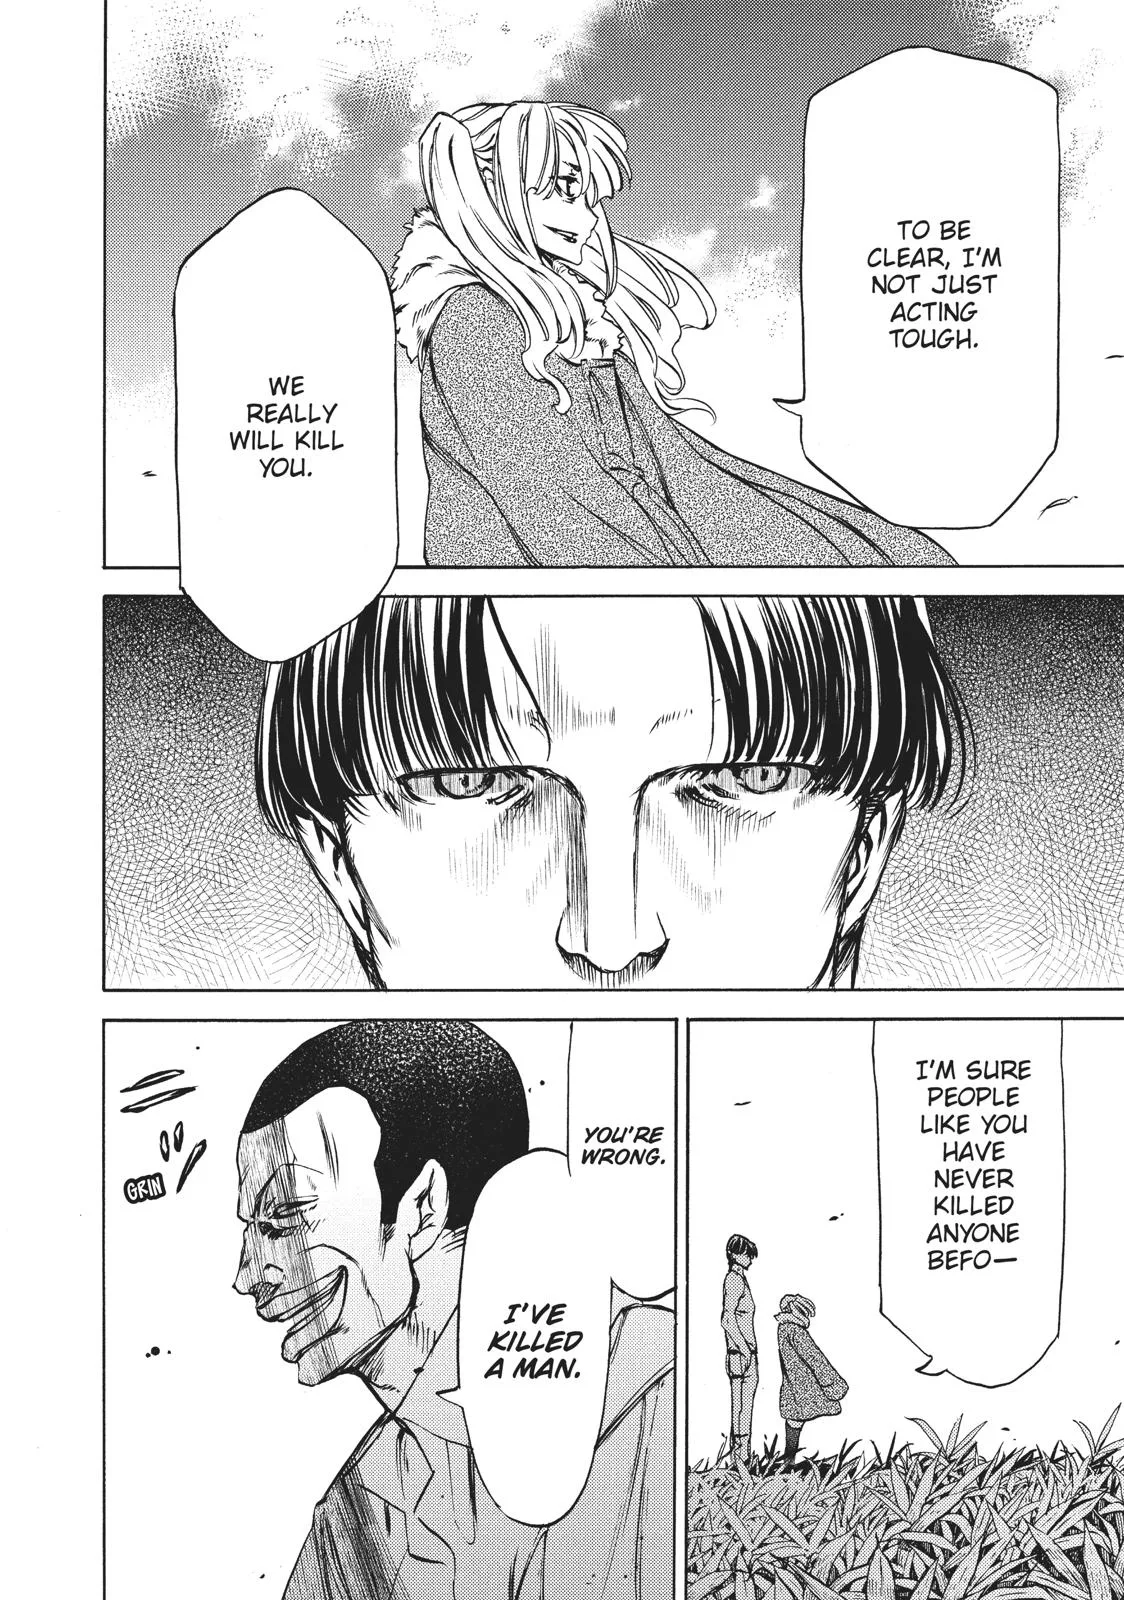 TO BE
CLEAR, I'M
NOT JUST
ACTING
TOUGH.
WE
REALLY
WILL KILL
YOU.
I'M SURE
PEOPLE
LIKE YOU
HAVE
NEVER
KILLED
ANYONE
BEFO—
YOU'RE
WRONG.
I'VE
KILLED
A MAN.
GRIN